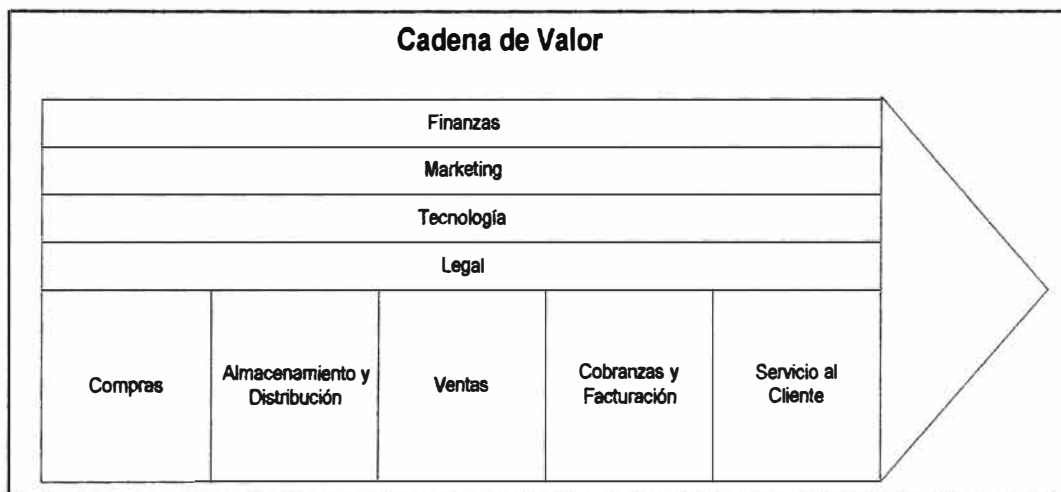 Cadena de Valor
Finanzas
Marketing
Tecnología
Legal
Compras
Almacenamiento y
Distribución
Ventas
Cobranzas y
Facturación
Servicio al
Cliente